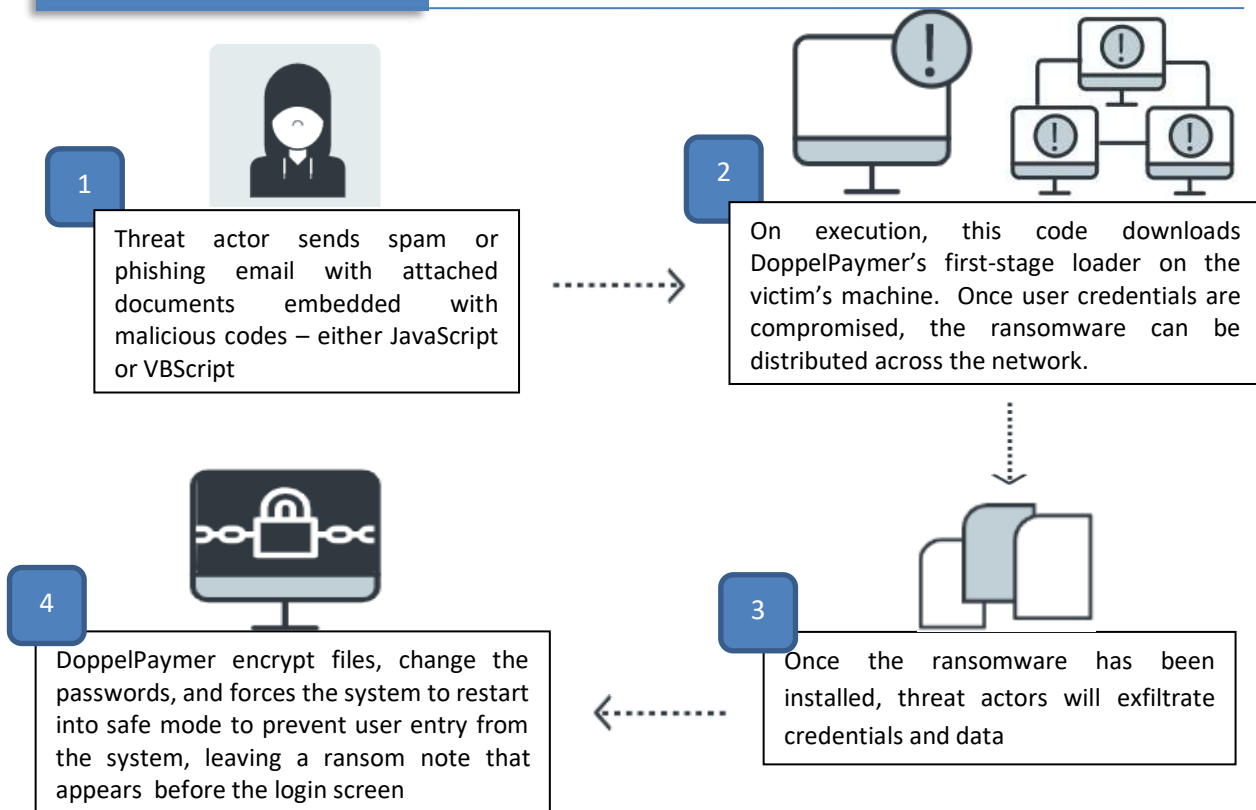 1
Threat actor sends spam or
phishing email with attached
documents embedded with
malicious codes – either JavaScript
or VBScript
2
On execution, this code downloads
DoppelPaymer’s first-stage loader on the
victim’s machine. Once user credentials are
compromised, the ransomware can be
distributed across the network.
3
Once the ransomware has been
installed, threat actors will exfiltrate
credentials and data
4
DoppelPaymer encrypt files, change the
passwords, and forces the system to restart
into safe mode to prevent user entry from
the system, leaving a ransom note that
appears before the login screen